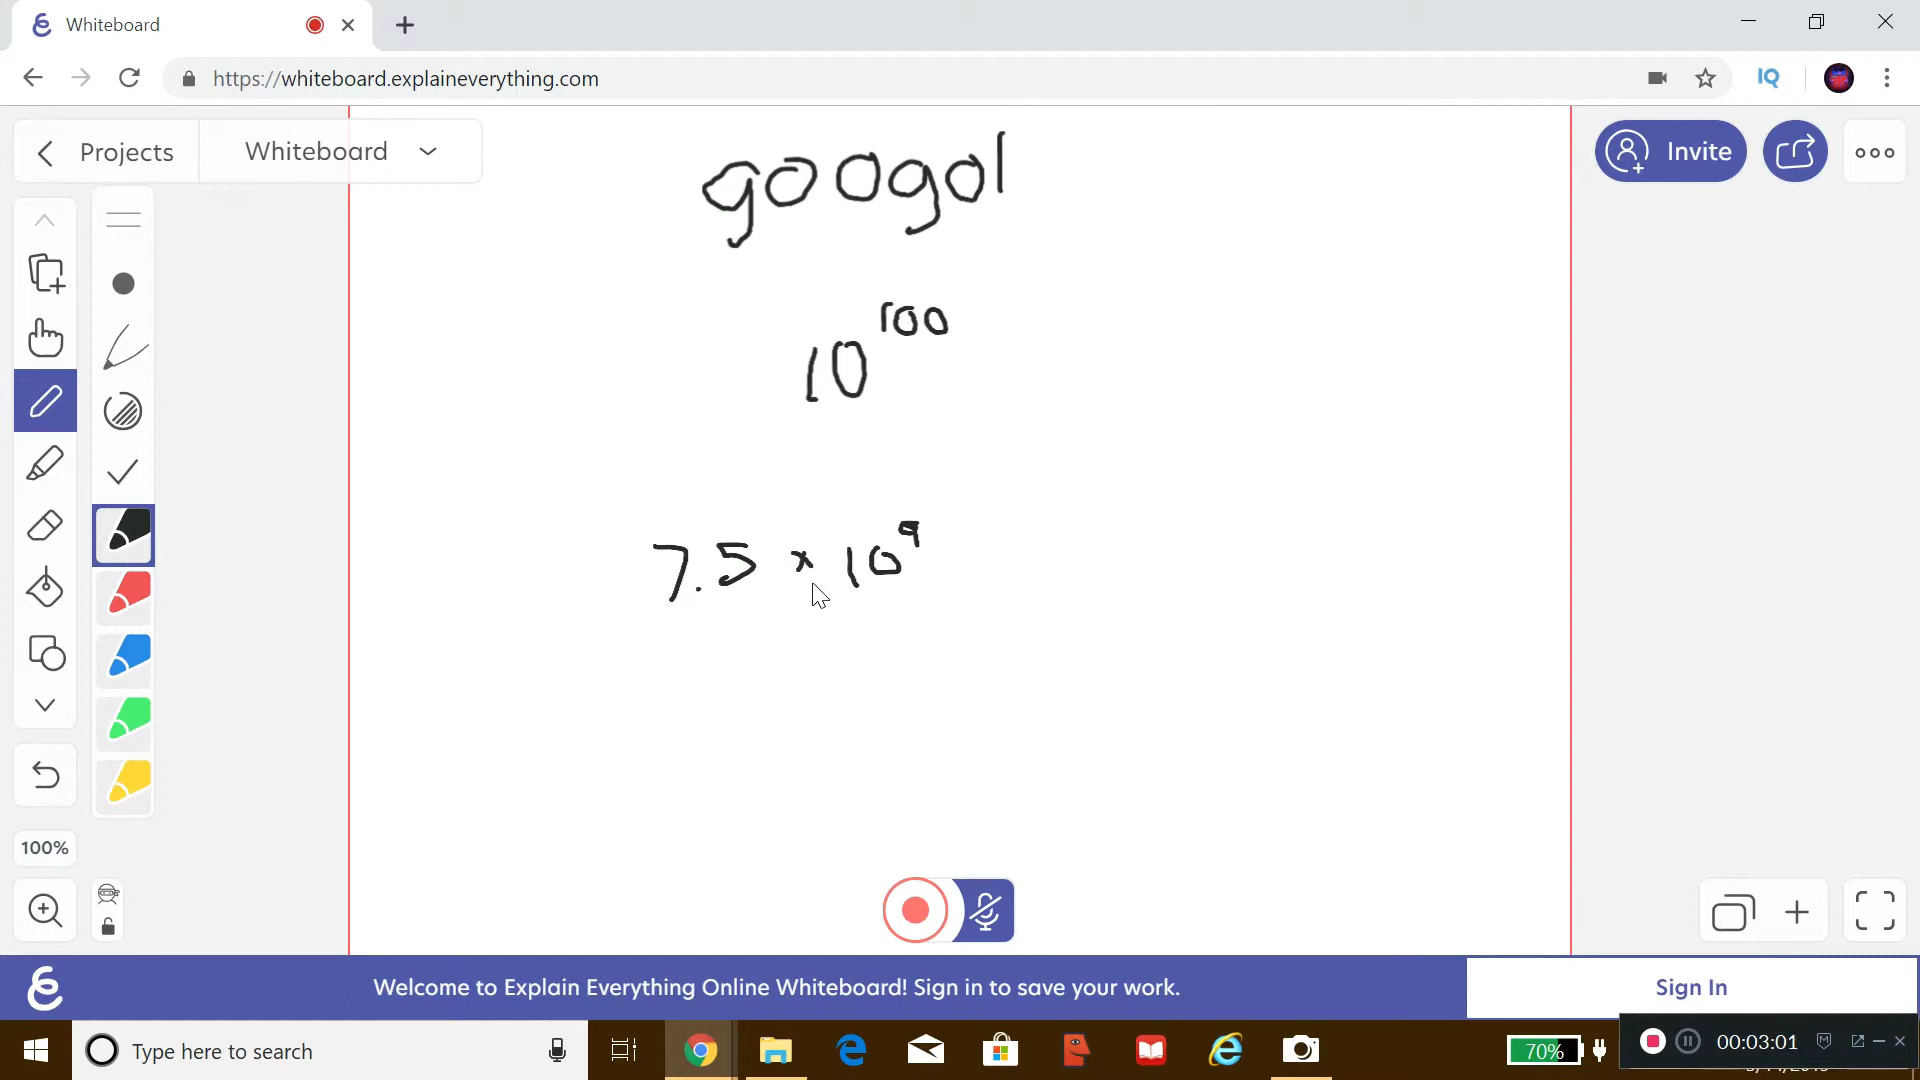 Whiteboard
https://whiteboard.explaineverything.com
IQ
Projects
Whiteboard
Invite
googol
10^100
7.5 × 10^9
100%
Welcome to Explain Everything Online Whiteboard! Sign in to save your work.
Sign In
Type here to search
70%
00:03:01